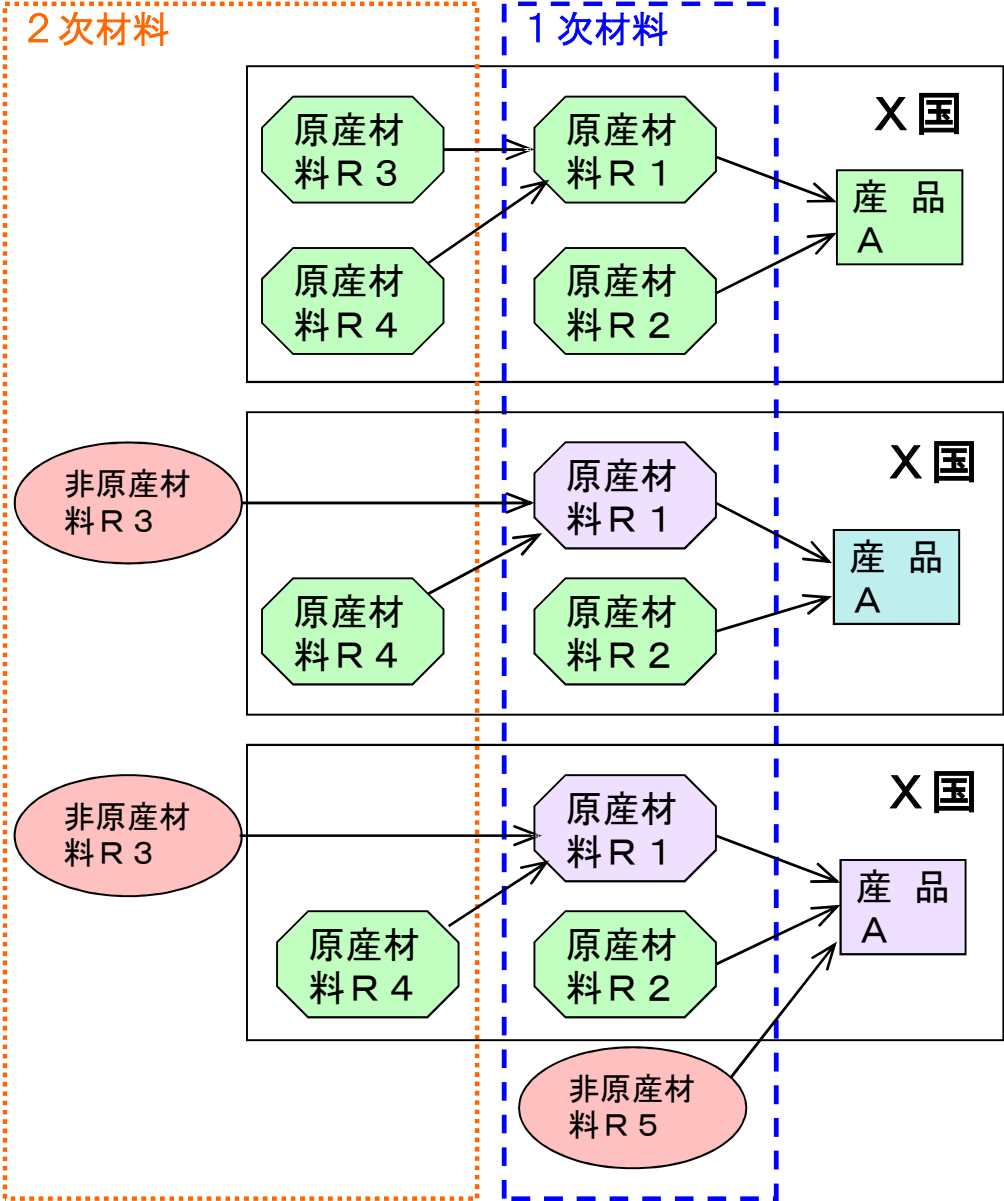 ２次材料
１次材料
Ｘ国
原産材
料Ｒ３
原産材
料Ｒ１
産 品
Ａ
原産材
料Ｒ４
原産材
料Ｒ２
Ｘ国
非原産材
料Ｒ３
原産材
料Ｒ１
産 品
Ａ
原産材
料Ｒ４
原産材
料Ｒ２
Ｘ国
非原産材
料Ｒ３
原産材
料Ｒ１
産 品
Ａ
原産材
料Ｒ４
原産材
料Ｒ２
非原産材
料Ｒ５